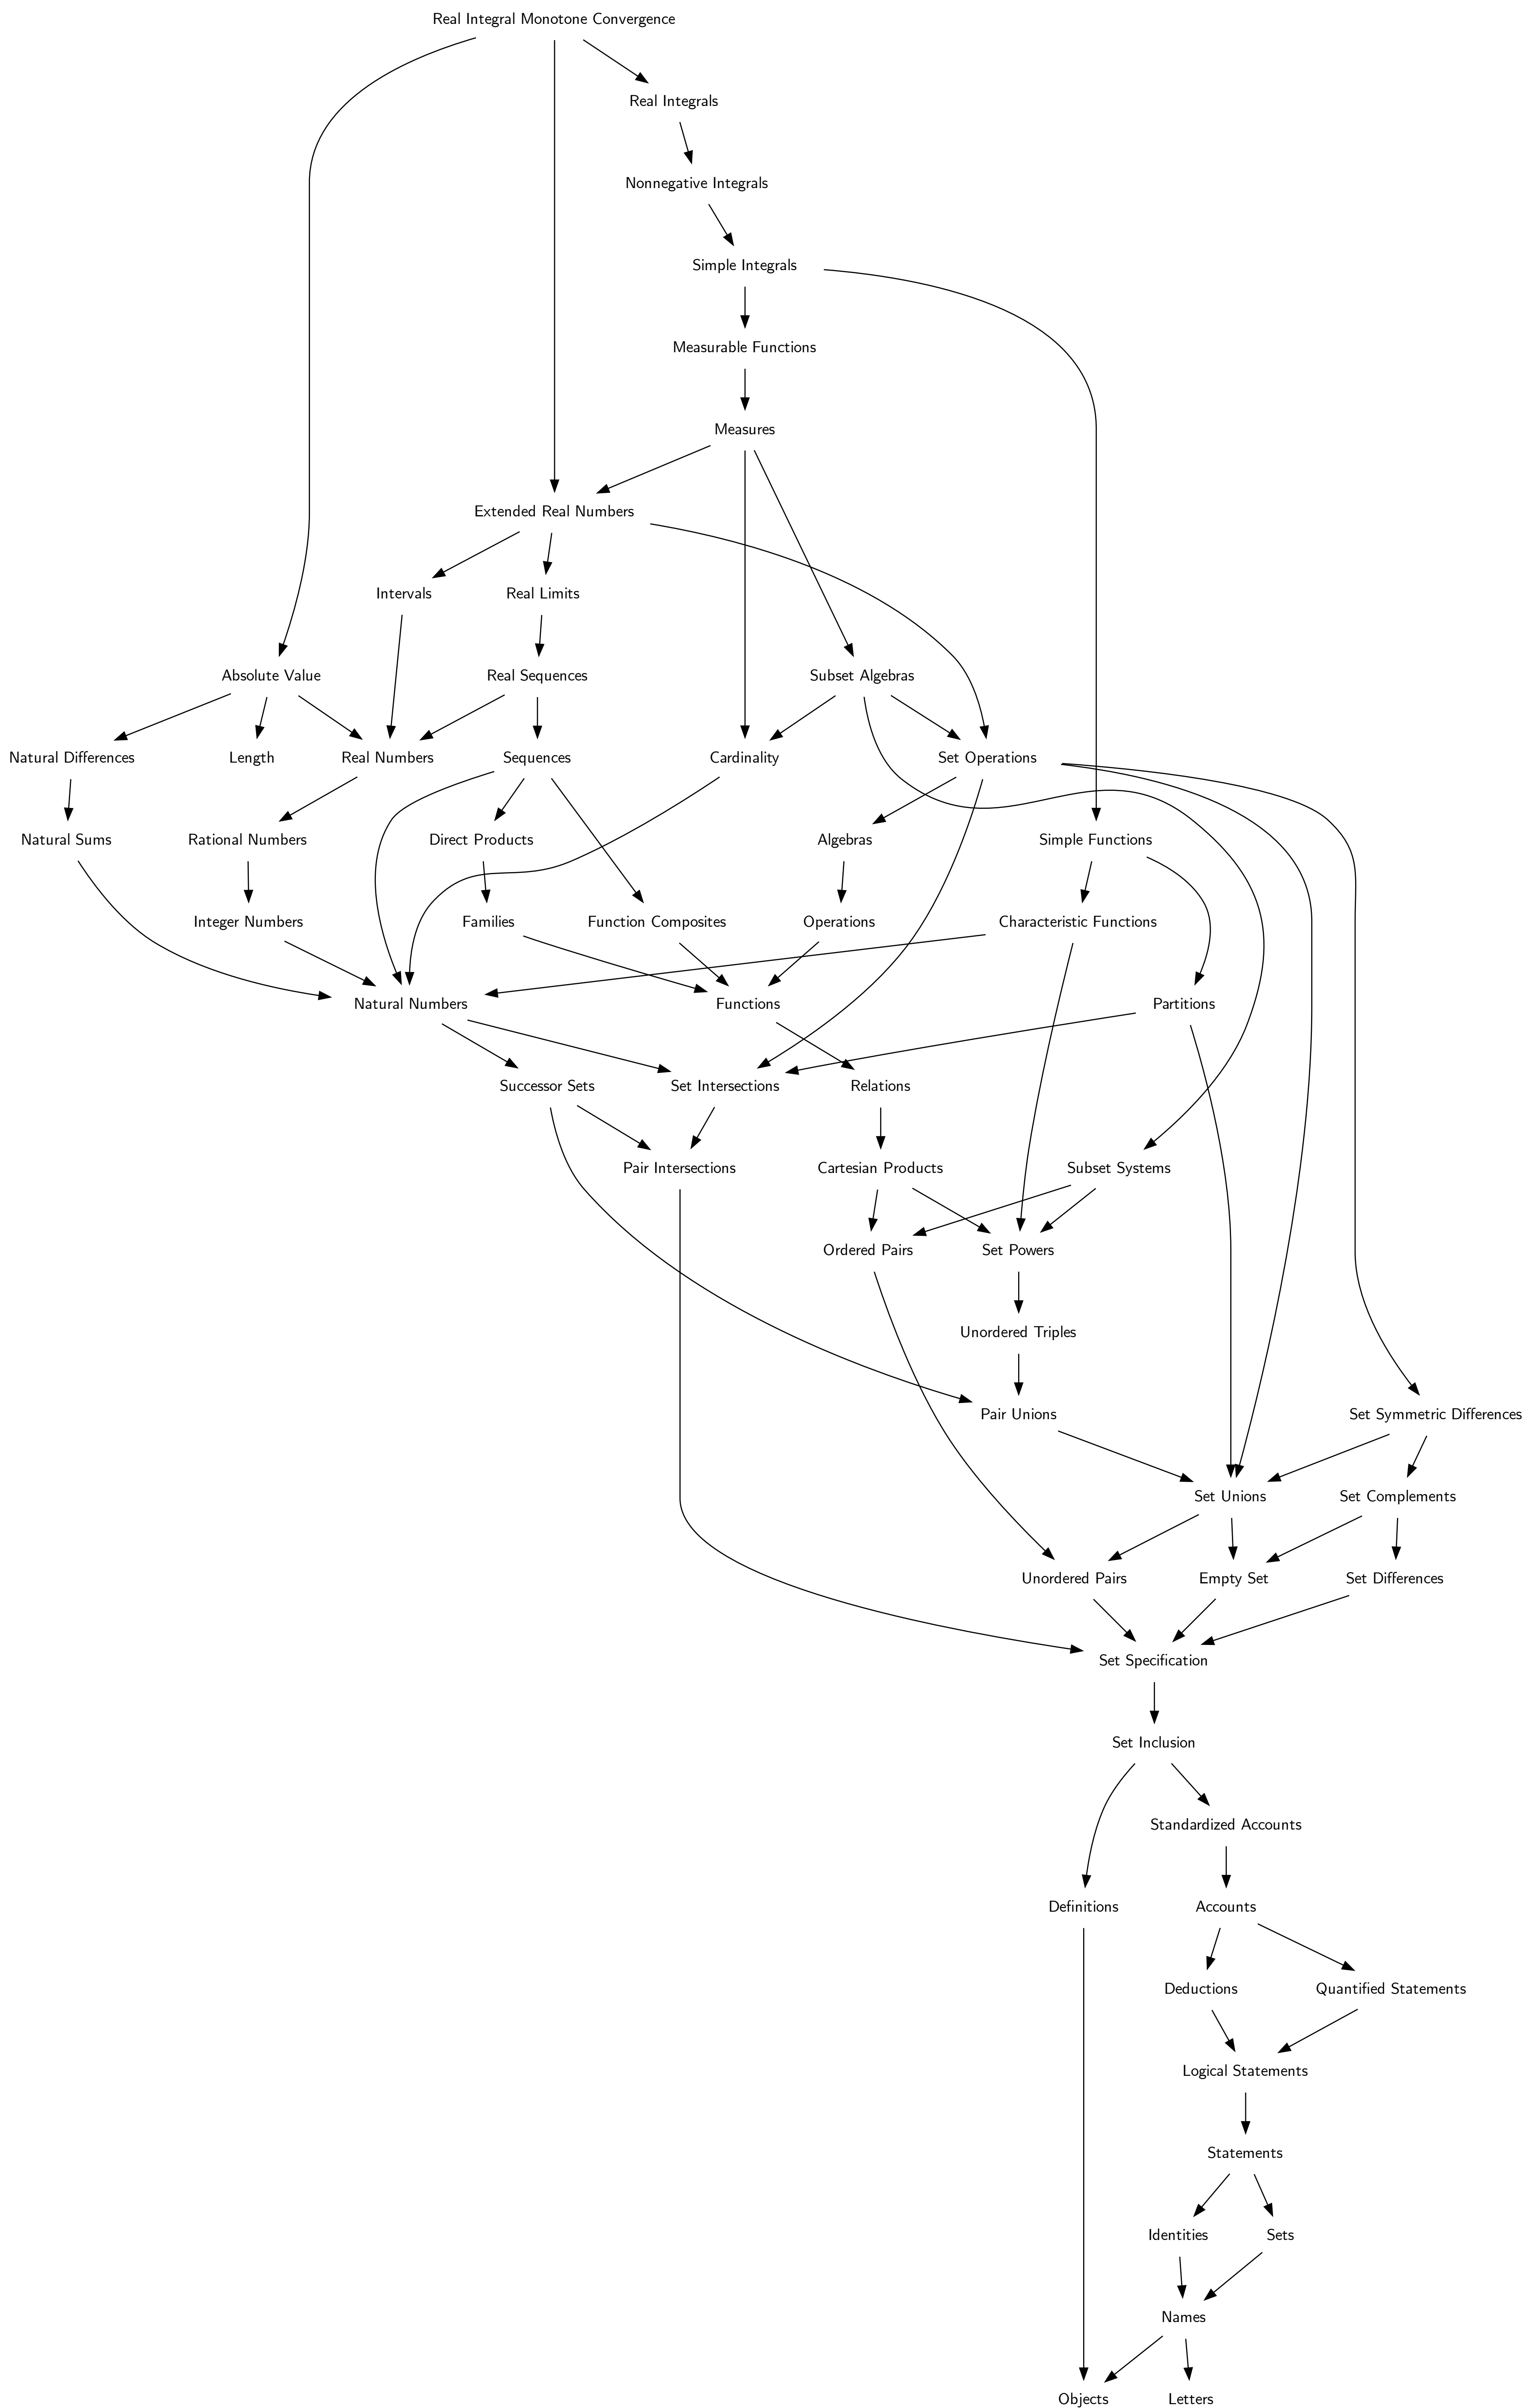 Real Integral Monotone Convergence
Real Integrals
Nonnegative Integrals
Simple Integrals
Measurable Functions
Measures
Extended Real Numbers
Intervals
Real Limits
Absolute Value
Real Sequences
Subset Algebras
Natural Differences
Length
Real Numbers
Sequences
Cardinality
Set Operations
Natural Sums
Rational Numbers
Direct Products
Algebras
Simple Functions
Integer Numbers
Families
Function Composites
Operations
Characteristic Functions
Natural Numbers
Functions
Partitions
Successor Sets
Set Intersections
Relations
Pair Intersections
Cartesian Products
Subset Systems
Ordered Pairs
Set Powers
Unordered Triples
Pair Unions
Set Symmetric Differences
Set Unions
Set Complements
Unordered Pairs
Empty Set
Set Differences
Set Specification
Set Inclusion
Standardized Accounts
Definitions
Accounts
Deductions
Quantified Statements
Logical Statements
Statements
Identities
Sets
Names
Objects
Letters